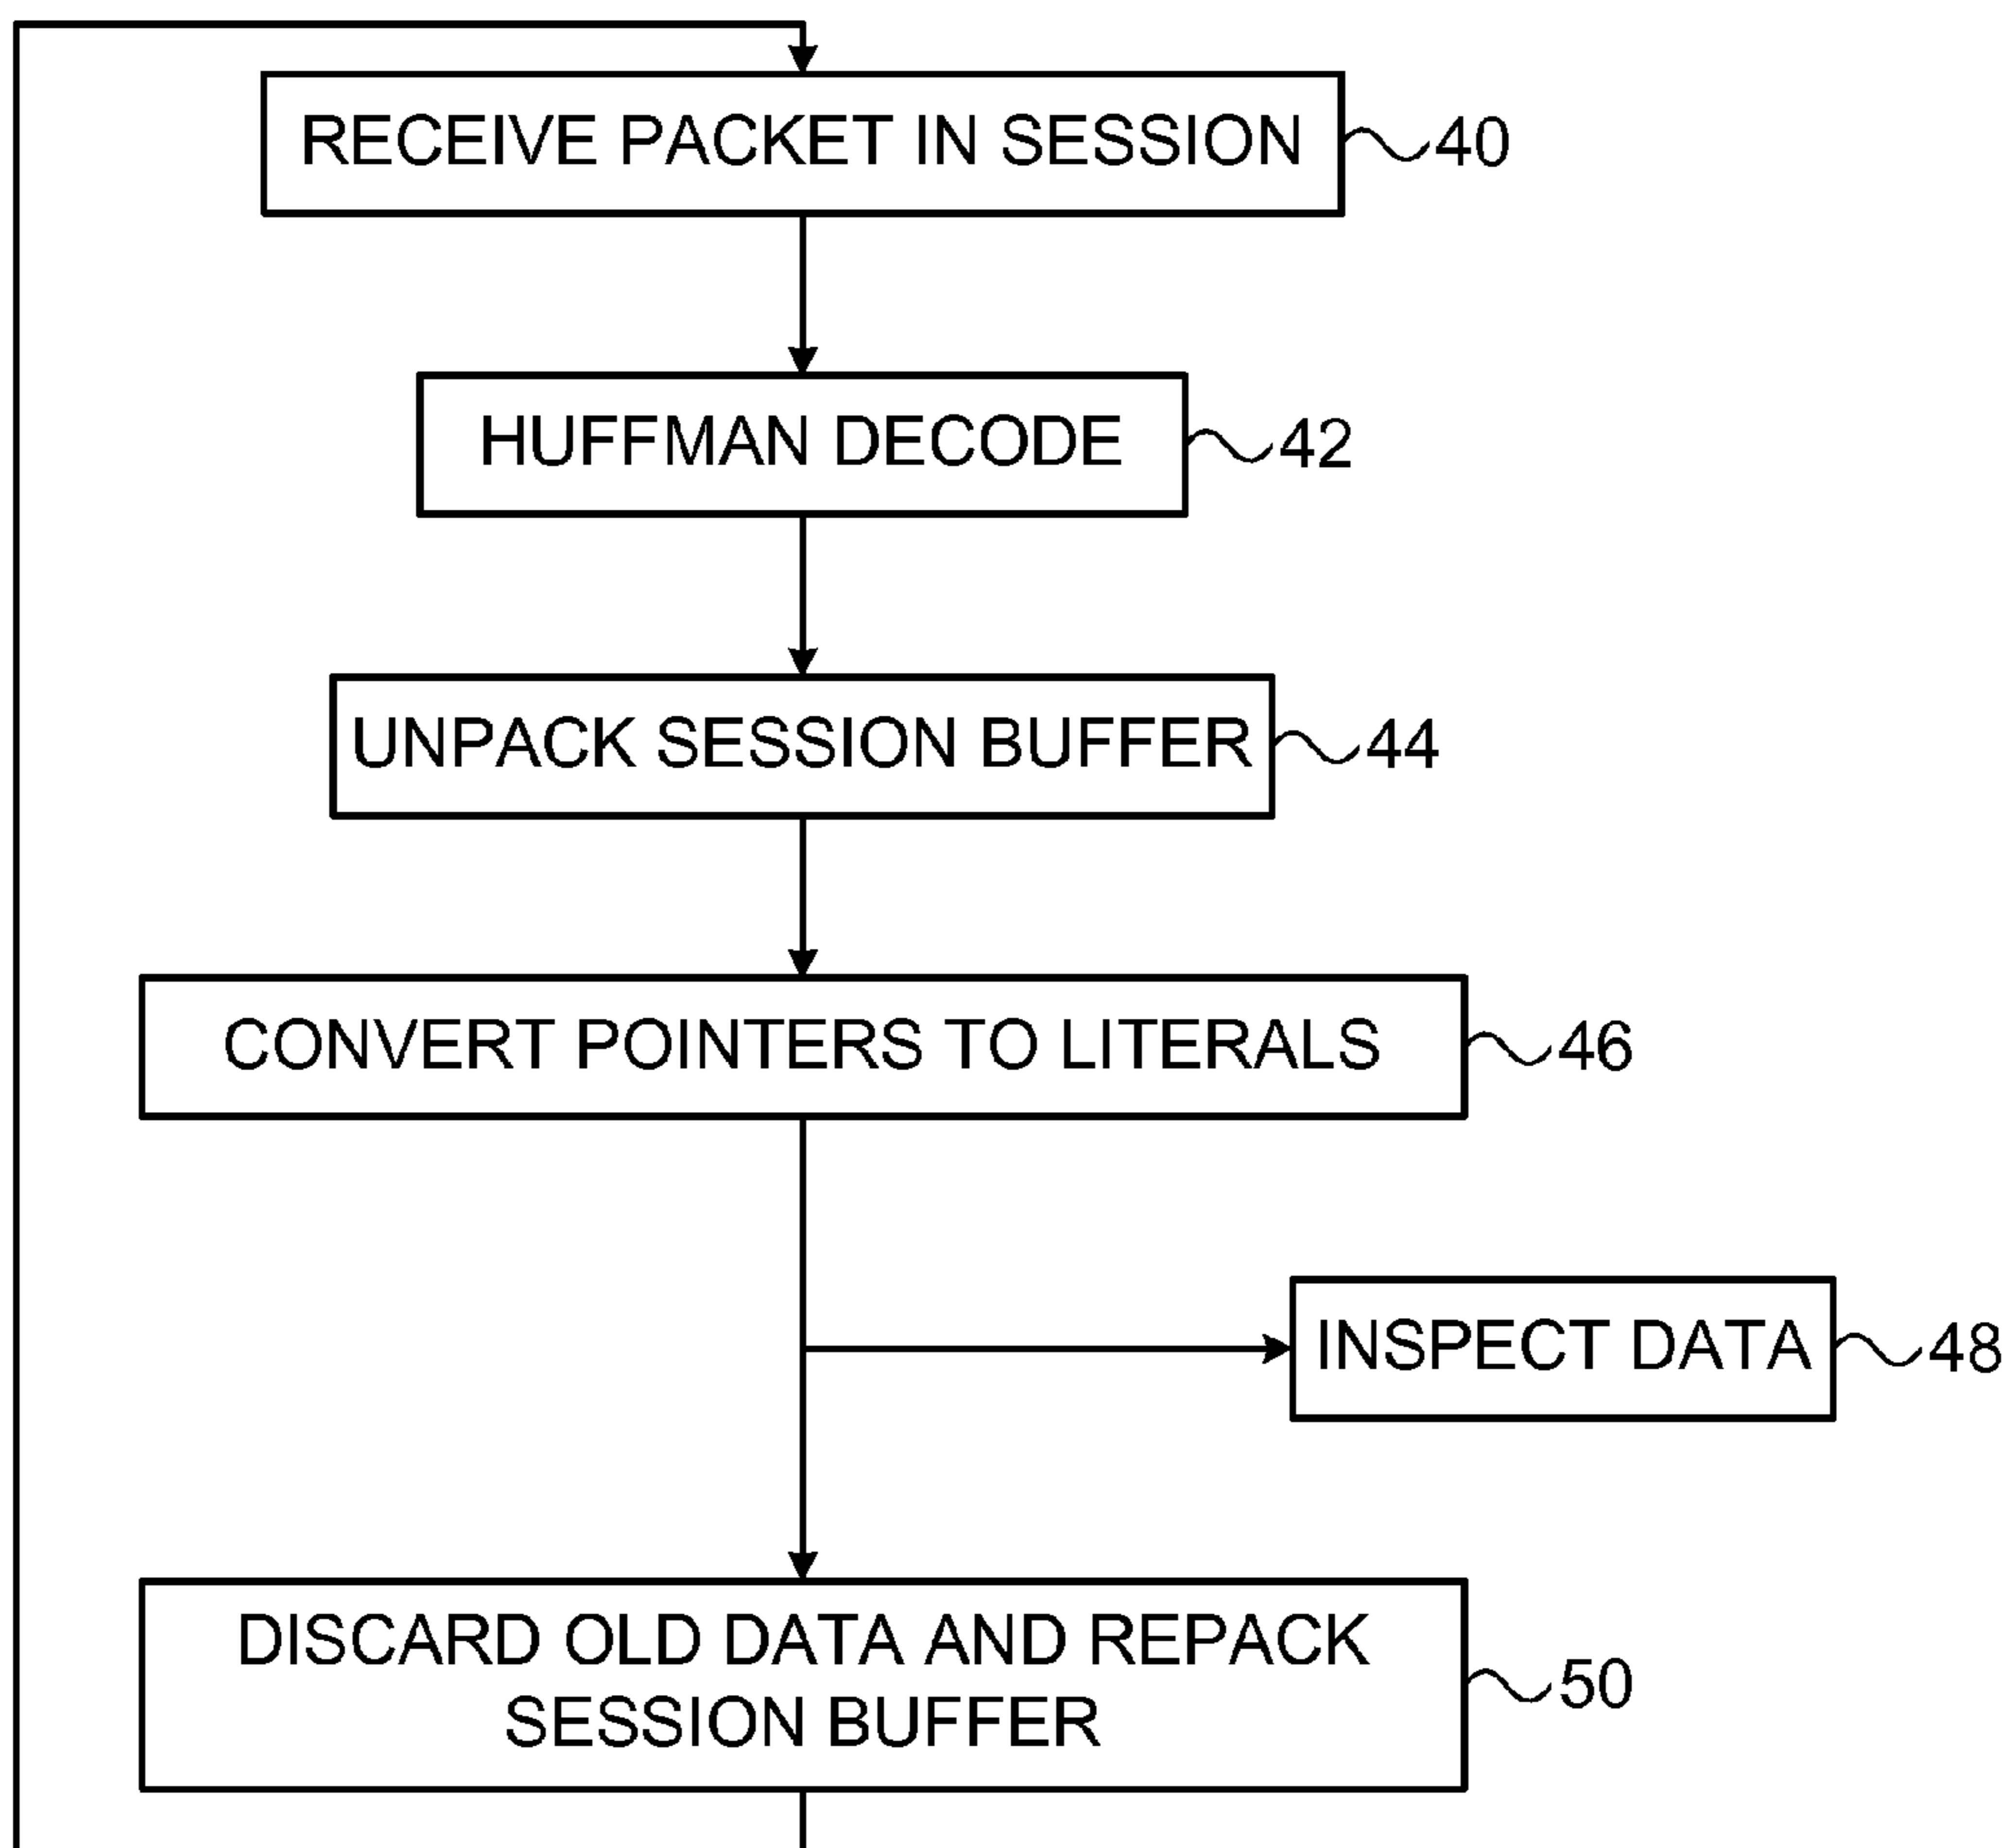 RECEIVE PACKET IN SESSION 40
HUFFMAN DECODE 42
UNPACK SESSION BUFFER 44
CONVERT POINTERS TO LITERALS 46
INSPECT DATA 48
DISCARD OLD DATA AND REPACK
SESSION BUFFER 50